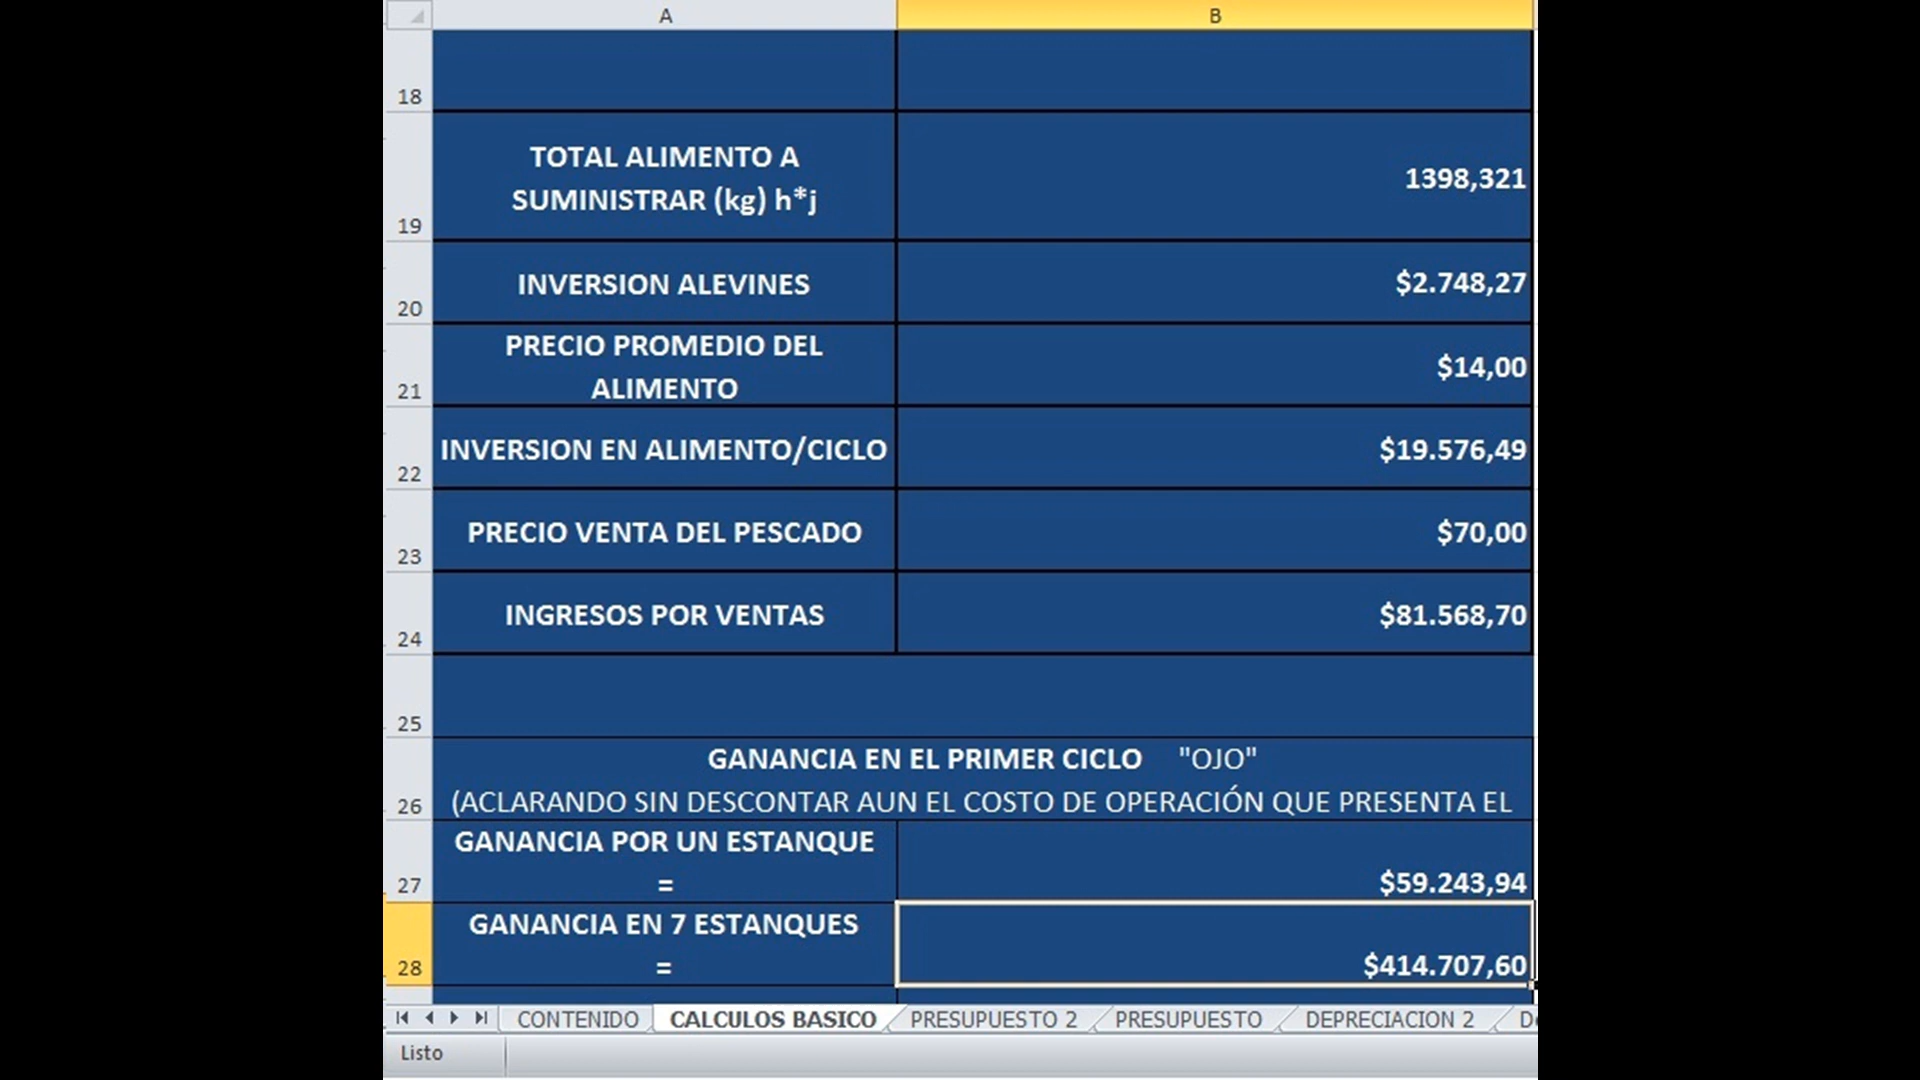 A B
18
TOTAL ALIMENTO A
SUMINISTRAR (kg) h*j
1398,321
19
INVERSION ALEVINES
$2.748,27
20
PRECIO PROMEDIO DEL
ALIMENTO
$14,00
21
INVERSION EN ALIMENTO/CICLO
$19.576,49
22
PRECIO VENTA DEL PESCADO
$70,00
23
INGRESOS POR VENTAS
$81.568,70
24
25
GANANCIA EN EL PRIMER CICLO "OJO"
(ACLARANDO SIN DESCONTAR AUN EL COSTO DE OPERACIÓN QUE PRESENTA EL
26
GANANCIA POR UN ESTANQUE
=
$59.243,94
27
GANANCIA EN 7 ESTANQUES
=
$414.707,60
28
CONTENIDO CALCULOS BASICO PRESUPUESTO 2 PRESUPUESTO DEPRECIACION 2
Listo